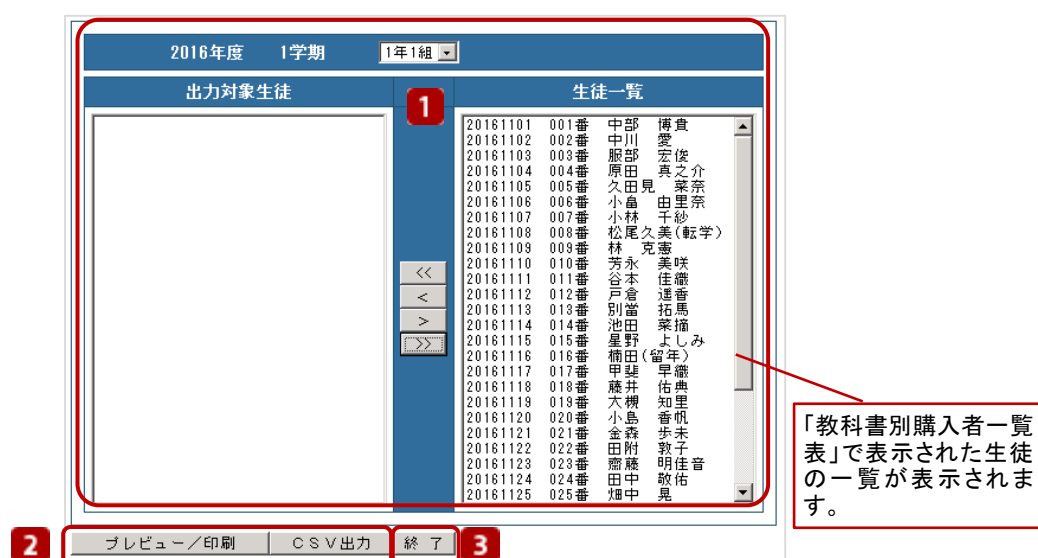 2016年度 1学期 1年1組
出力対象生徒 1 生徒一覧
20161101 001番 中部 博貴
20161102 002番 中川 愛
20161103 003番 服部 宏俊
20161104 004番 原田 真之介
20161105 005番 久田見 菜奈
20161106 006番 小畠 由里奈
20161107 007番 小林 千紗
20161108 008番 松尾久美(転学)
20161109 009番 林 克憲
20161110 010番 芳永 美咲
20161111 011番 谷本 佳織
20161112 012番 戸倉 遥香
20161113 013番 別當 拓馬
20161114 014番 池田 菜摘
20161115 015番 星野 よしみ
20161116 016番 楠田(留年)
20161117 017番 甲斐 早織
20161118 018番 藤井 佑典
20161119 019番 大槻 知里
20161120 020番 小島 香帆
20161121 021番 金森 歩未
20161122 022番 田附 敦子
20161123 023番 齋藤 明佳音
20161124 024番 田中 敬佑
20161125 025番 畑中 晃
<<
<
>
>>
「教科書別購入者一覧
表」で表示された生徒
の一覧が表示されま
す。
2 プレビュー/印刷 CSV出力 終 了 3